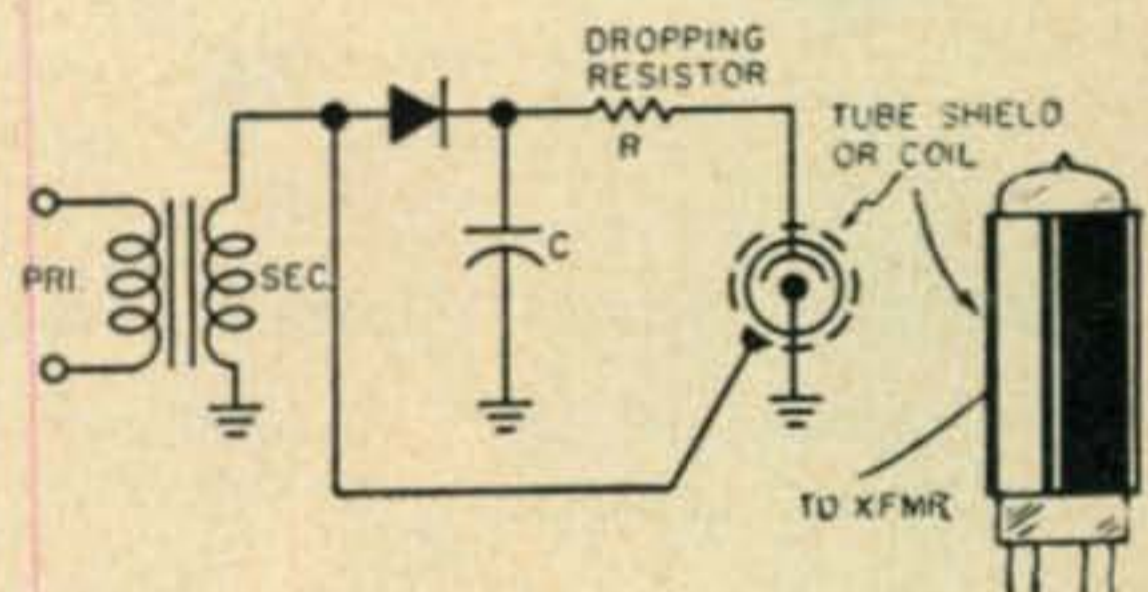 DROPPING
RESISTOR
R
TUBE SHIELD
OR COIL
PRI.
SEC.
C
TO XFMR